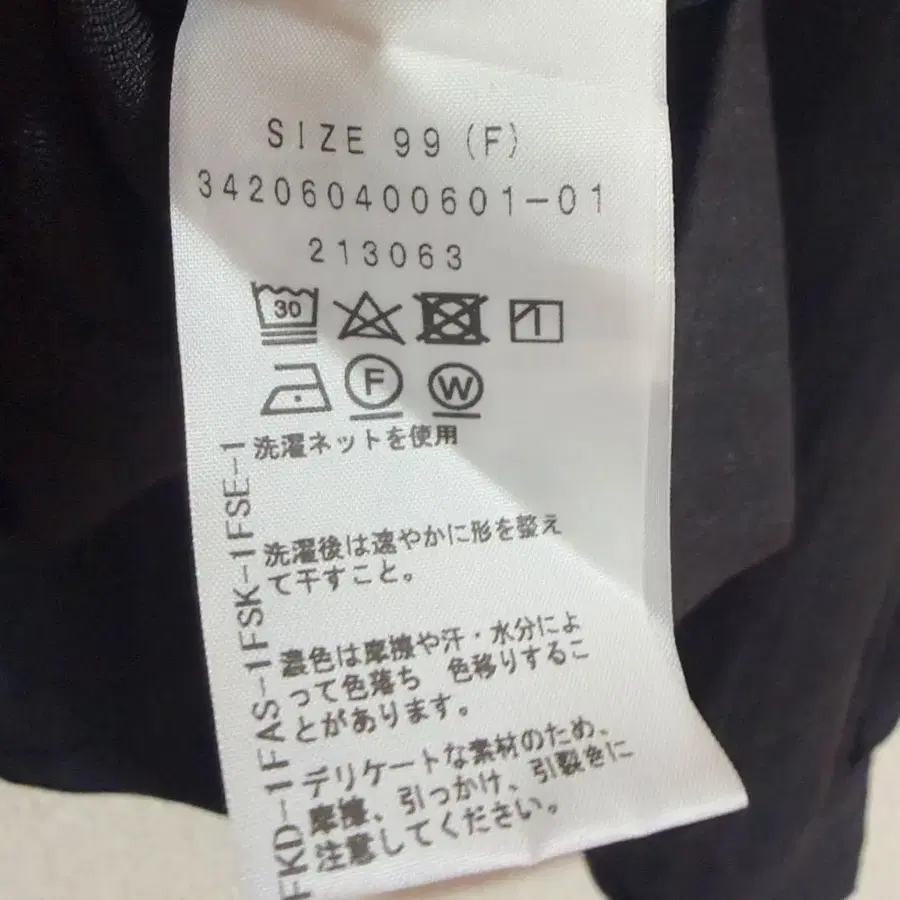 SIZE 99 (F)
342060400601-01
213063
30
F W
洗濯ネットを使用
洗濯後は速やかに形を整え
て干すこと。
濃色は摩擦や汗・水分によ
って色落ち 色移りするこ
とがあります。
デリケートな素材のため、
摩擦、引っかけ、引裂きに
注意してください。
FKD-1FAS-1FSK-1FSE-1